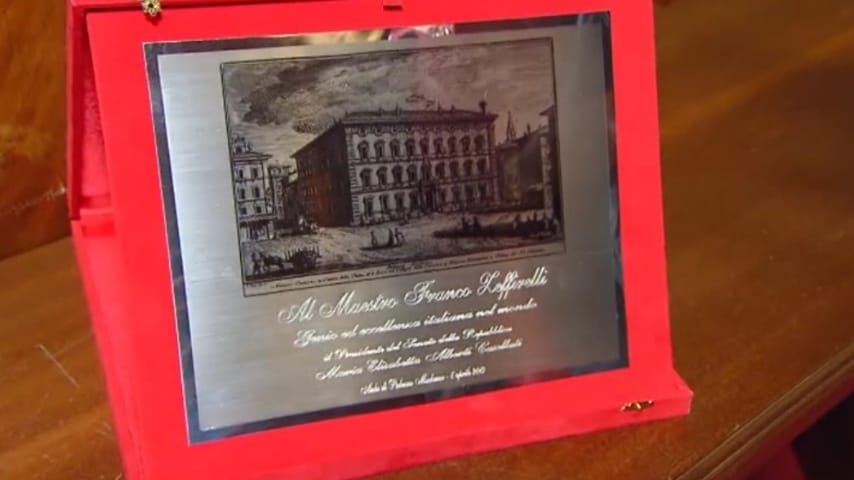 Al Maestro Franco Zeffirelli
Genio ed eccellenza italiana nel mondo
il Presidente del Senato della Repubblica
Maria Elisabetta Alberti Casellati
Sala di Palazzo Madama - aprile